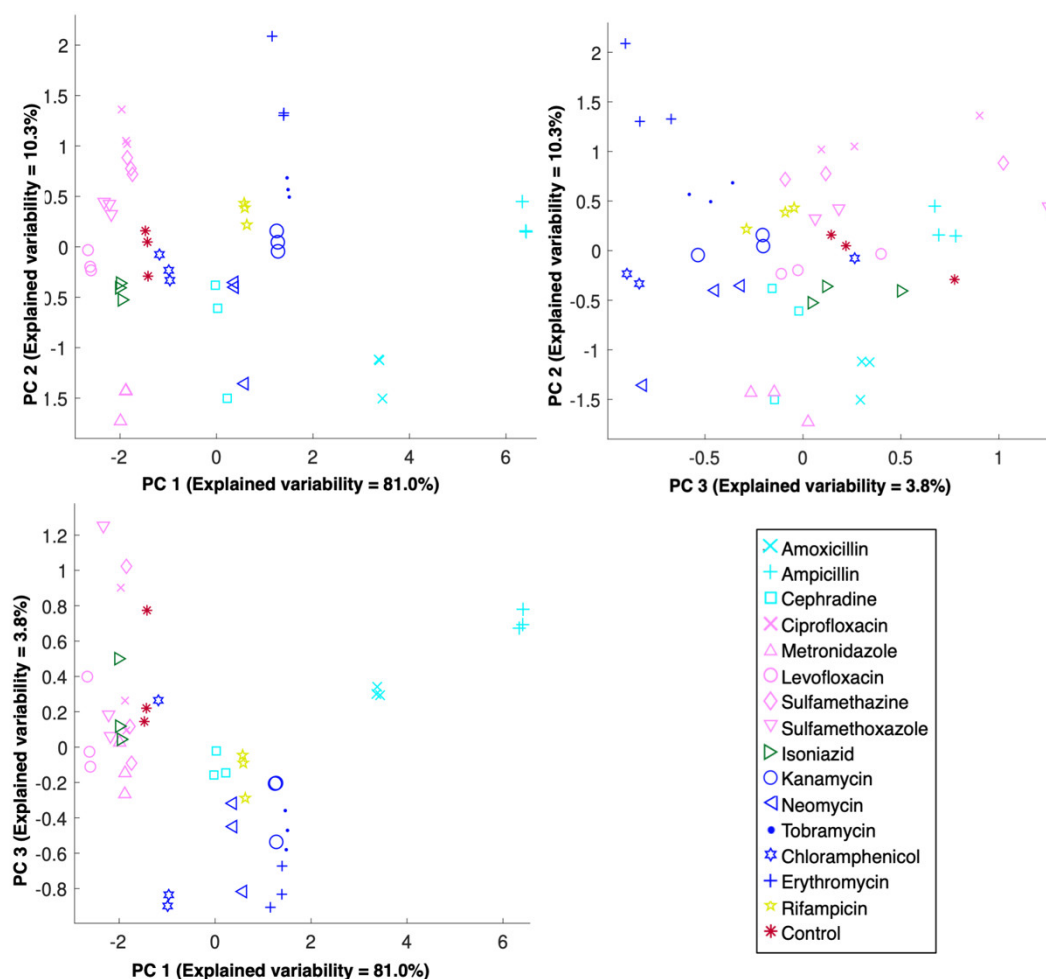 2
1.5
1
0.5
0
0.5
-1
1.5
-2
0
2
4
6
PC 2 (Explained variability = 10.3%)
PC 1 (Explained variability = 81.0%)
2
1.5
1
0.5
0
-0.5
-1
-1.5
-0.5
0
0.5
1
PC 2 (Explained variability = 10.3%)
PC 3 (Explained variability = 3.8%)
1.2
1
0.8
0.6
0.4
0.2
0
-0.2
-0.4
-0.6
-0.8
-2
0
2
4
6
PC 3 (Explained variability = 3.8%)
PC 1 (Explained variability = 81.0%)
Amoxicillin
Ampicillin
Cephradine
Ciprofloxacin
Metronidazole
Levofloxacin
Sulfamethazine
Sulfamethoxazole
Isoniazid
Kanamycin
Neomycin
Tobramycin
Chloramphenicol
Erythromycin
Rifampicin
Control